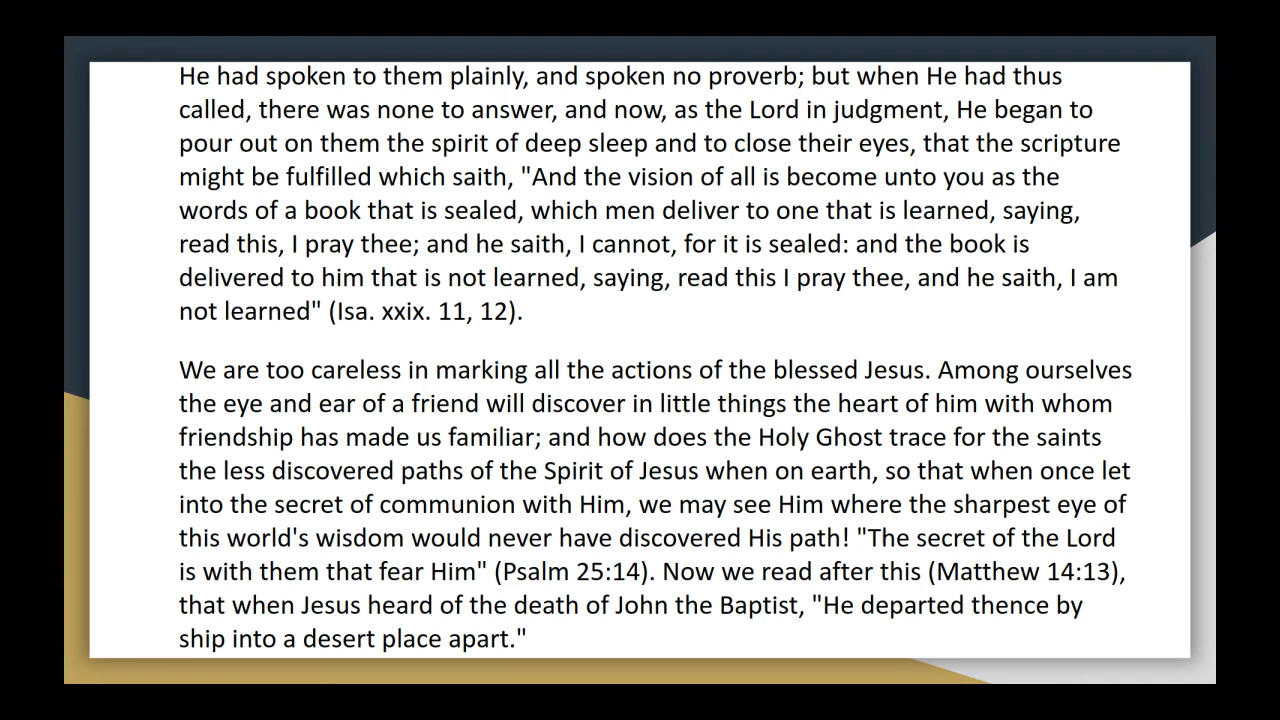 He had spoken to them plainly, and spoken no proverb; but when He had thus
called, there was none to answer, and now, as the Lord in judgment, He began to
pour out on them the spirit of deep sleep and to close their eyes, that the scripture
might be fulfilled which saith, "And the vision of all is become unto you as the
words of a book that is sealed, which men deliver to one that is learned, saying,
read this, I pray thee; and he saith, I cannot, for it is sealed: and the book is
delivered to him that is not learned, saying, read this I pray thee, and he saith, I am
not learned" (Isa. xxix. 11, 12).
We are too careless in marking all the actions of the blessed Jesus. Among ourselves
the eye and ear of a friend will discover in little things the heart of him with whom
friendship has made us familiar; and how does the Holy Ghost trace for the saints
the less discovered paths of the Spirit of Jesus when on earth, so that when once let
into the secret of communion with Him, we may see Him where the sharpest eye of
this world's wisdom would never have discovered His path! "The secret of the Lord
is with them that fear Him" (Psalm 25:14). Now we read after this (Matthew 14:13),
that when Jesus heard of the death of John the Baptist, "He departed thence by
ship into a desert place apart."